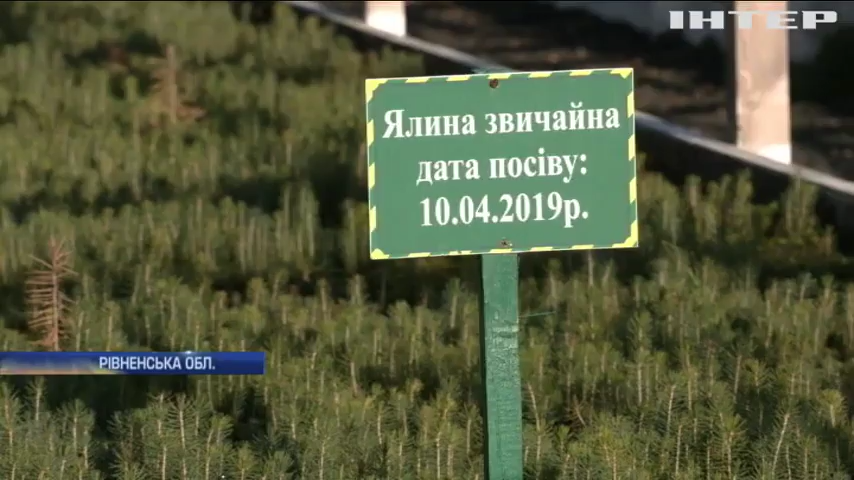 ІНТЕР
Ялина звичайна
дата посіву:
10.04.2019р.
РІВНЕНСЬКА ОБЛ.